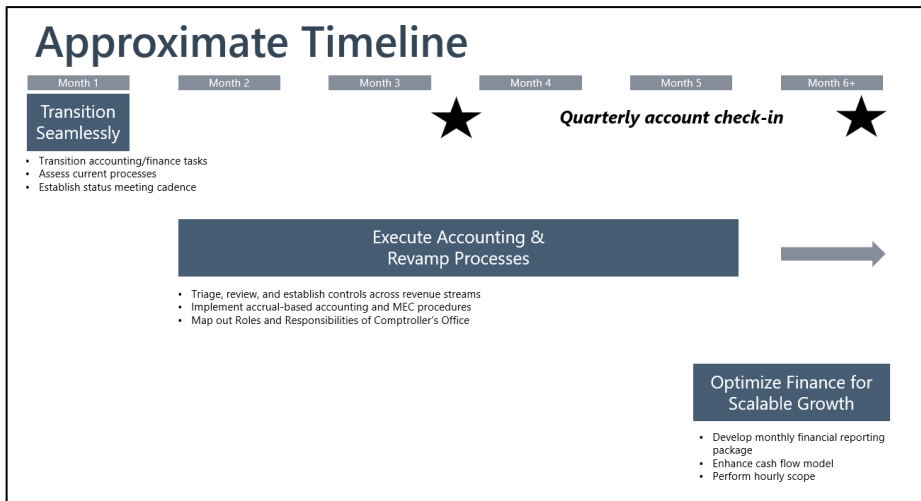 Approximate Timeline
Month 1
Month 2
Month 3
Month 4
Month 5
Month 6+
Transition
Seamlessly
Quarterly account check-in
• Transition accounting/finance tasks
• Assess current processes
• Establish status meeting cadence
Execute Accounting &
Revamp Processes
• Triage, review, and establish controls across revenue streams
• Implement accrual-based accounting and MEC procedures
• Map out Roles and Responsibilities of Comptroller's Office
Optimize Finance for
Scalable Growth
• Develop monthly financial reporting
package
• Enhance cash flow model
• Perform hourly scope